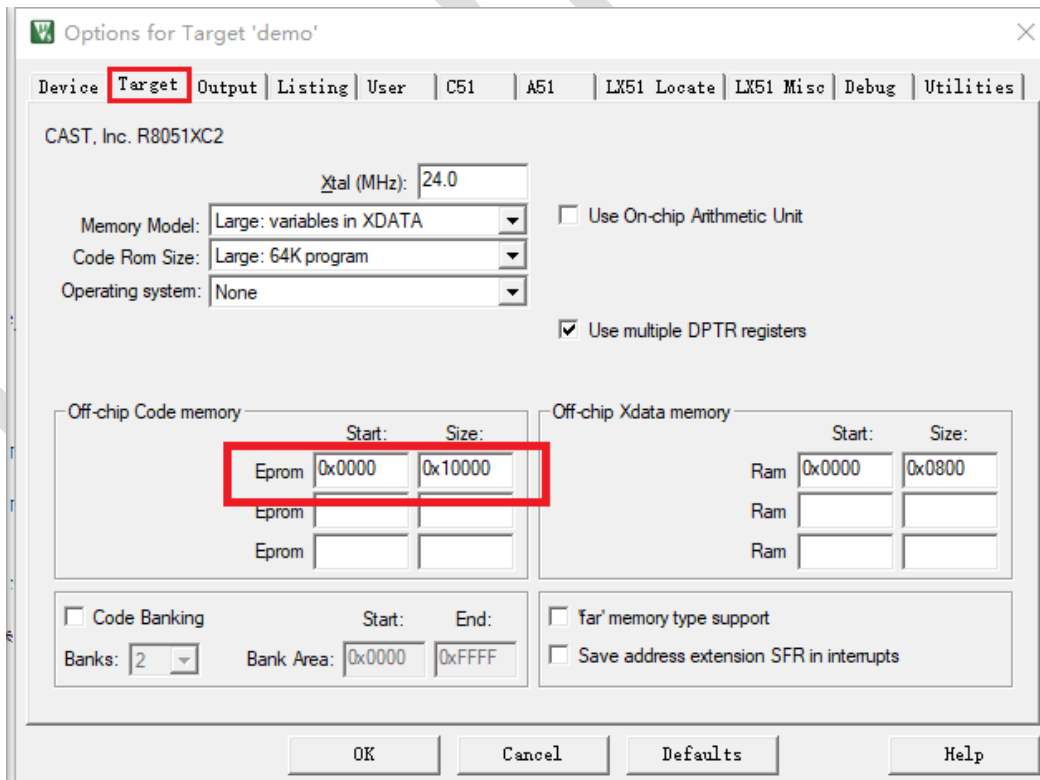 Options for Target 'demo'
Device Target Output Listing User C51 A51 LX51 Locate LX51 Misc Debug Utilities
CAST, Inc. R8051XC2
Xtal (MHz): 24.0
Memory Model: Large: variables in XDATA
Use On-chip Arithmetic Unit
Code Rom Size: Large: 64K program
Operating system: None
Use multiple DPTR registers
Off-chip Code memory
Start: Size:
Eprom 0x0000 0x10000
Eprom
Eprom
Off-chip Xdata memory
Start: Size:
Ram 0x0000 0x0800
Ram
Ram
Code Banking Start: End:
Banks: 2 Bank Area: 0x0000 0xFFFF
'far' memory type support
Save address extension SFR in interrupts
OK Cancel Defaults Help